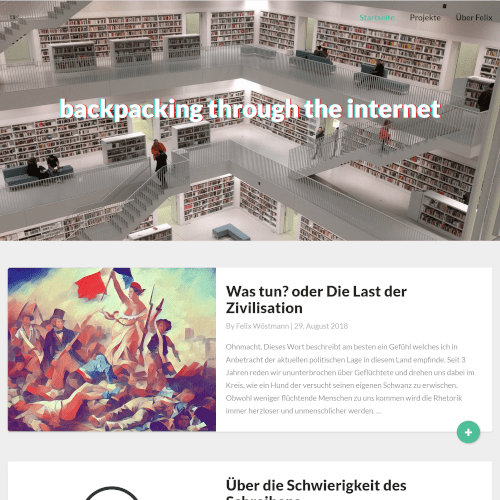 Startseite Projekte Über Felix
backpacking through the internet
Was tun? oder Die Last der
Zivilisation
By Felix Wöstmann | 29. August 2018
Ohnmacht. Dieses Wort beschreibt am besten ein Gefühl welches ich in
Anbetracht der aktuellen politischen Lage in diesem Land empfinde. Seit 3
Jahren reden wir ununterbrochen über Geflüchtete und drehen uns dabei im
Kreis, wie ein Hund der versucht seinen eigenen Schwanz zu erwischen.
Obwohl weniger flüchtende Menschen zu uns kommen wird die Rhetorik
immer herzloser und unmenschlicher werden. ...
+
Über die Schwierigkeit des
Schreibens